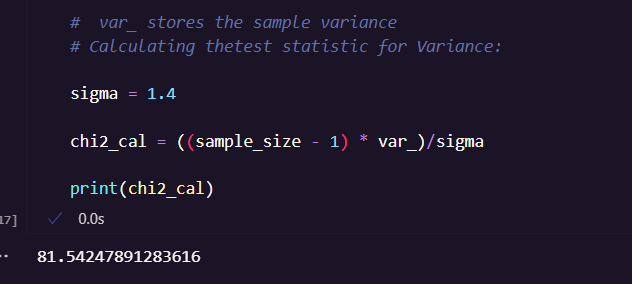 #  var_ stores the sample variance
# Calculating thetest statistic for Variance:
sigma = 1.4
chi2_cal = ((sample_size - 1) * var_)/sigma
print(chi2_cal)
17]
0.0s
81.54247891283616